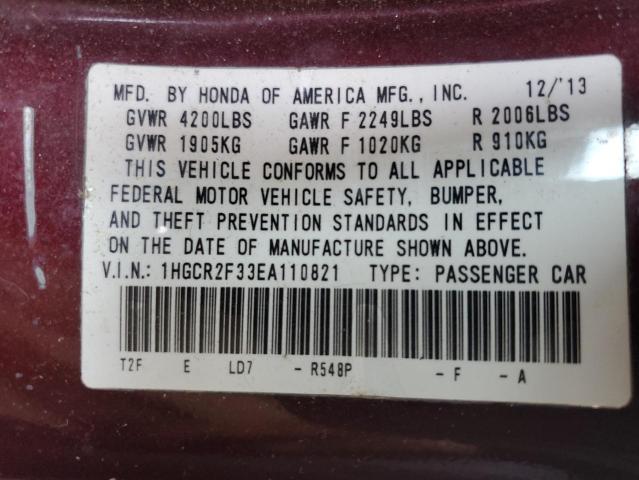 MFD. BY HONDA OF AMERICA MFG., INC. 12/'13
GVWR 4200LBS GAWR F 2249LBS R 2006LBS
GVWR 1905KG GAWR F 1020KG R 910KG
THIS VEHICLE CONFORMS TO ALL APPLICABLE
FEDERAL MOTOR VEHICLE SAFETY, BUMPER,
AND THEFT PREVENTION STANDARDS IN EFFECT
ON THE DATE OF MANUFACTURE SHOWN ABOVE.
V.I.N.: 1HGCR2F33EA110821 TYPE: PASSENGER CAR
T2F E LD7 - R548P - F - A